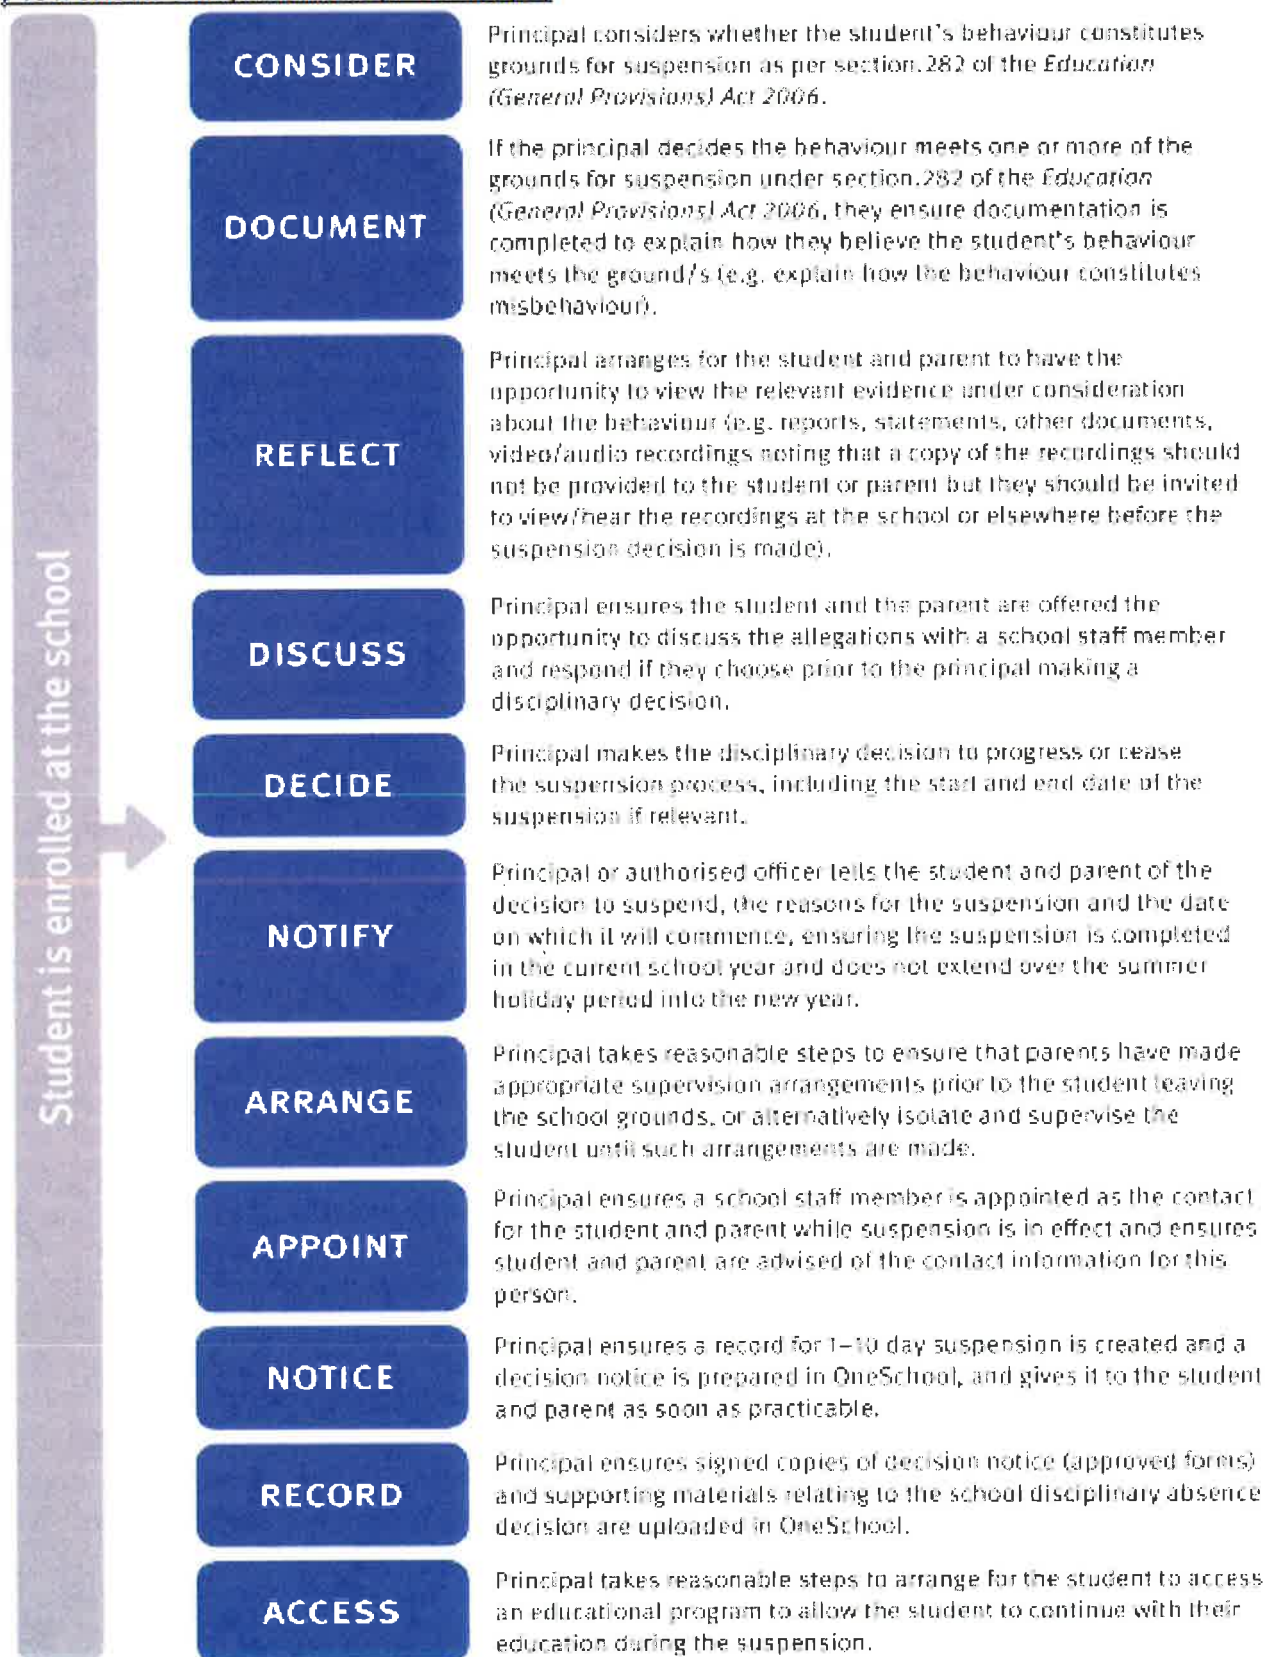 Student is enrolled at the school
CONSIDER
Principal considers whether the student's behaviour constitutes
grounds for suspension as per section.282 of the Education
(General Provisions) Act 2006.
DOCUMENT
If the principal decides the behaviour meets one or more of the
grounds for suspension under section.282 of the Education
(General Provisions) Act 2006, they ensure documentation is
completed to explain how they believe the student's behaviour
meets the ground/s (e.g. explain how the behaviour constitutes
misbehaviour).
REFLECT
Principal arranges for the student and parent to have the
opportunity to view the relevant evidence under consideration
about the behaviour (e.g. reports, statements, other documents,
video/audio recordings noting that a copy of the recordings should
not be provided to the student or parent but they should be invited
to view/hear the recordings at the school or elsewhere before the
suspension decision is made).
DISCUSS
Principal ensures the student and the parent are offered the
opportunity to discuss the allegations with a school staff member
and respond if they choose prior to the principal making a
disciplinary decision.
DECIDE
Principal makes the disciplinary decision to progress or cease
the suspension process, including the start and end date of the
suspension if relevant.
NOTIFY
Principal or authorised officer tells the student and parent of the
decision to suspend, the reasons for the suspension and the date
on which it will commence, ensuring the suspension is completed
in the current school year and does not extend over the summer
holiday period into the new year.
ARRANGE
Principal takes reasonable steps to ensure that parents have made
appropriate supervision arrangements prior to the student leaving
the school grounds, or alternatively isolate and supervise the
student until such arrangements are made.
APPOINT
Principal ensures a school staff member is appointed as the contact
for the student and parent while suspension is in effect and ensures
student and parent are advised of the contact information for this
person.
NOTICE
Principal ensures a record for 1–10 day suspension is created and a
decision notice is prepared in OneSchool, and gives it to the student
and parent as soon as practicable.
RECORD
Principal ensures signed copies of decision notice (approved forms)
and supporting materials relating to the school disciplinary absence
decision are uploaded in OneSchool.
ACCESS
Principal takes reasonable steps to arrange for the student to access
an educational program to allow the student to continue with their
education during the suspension.